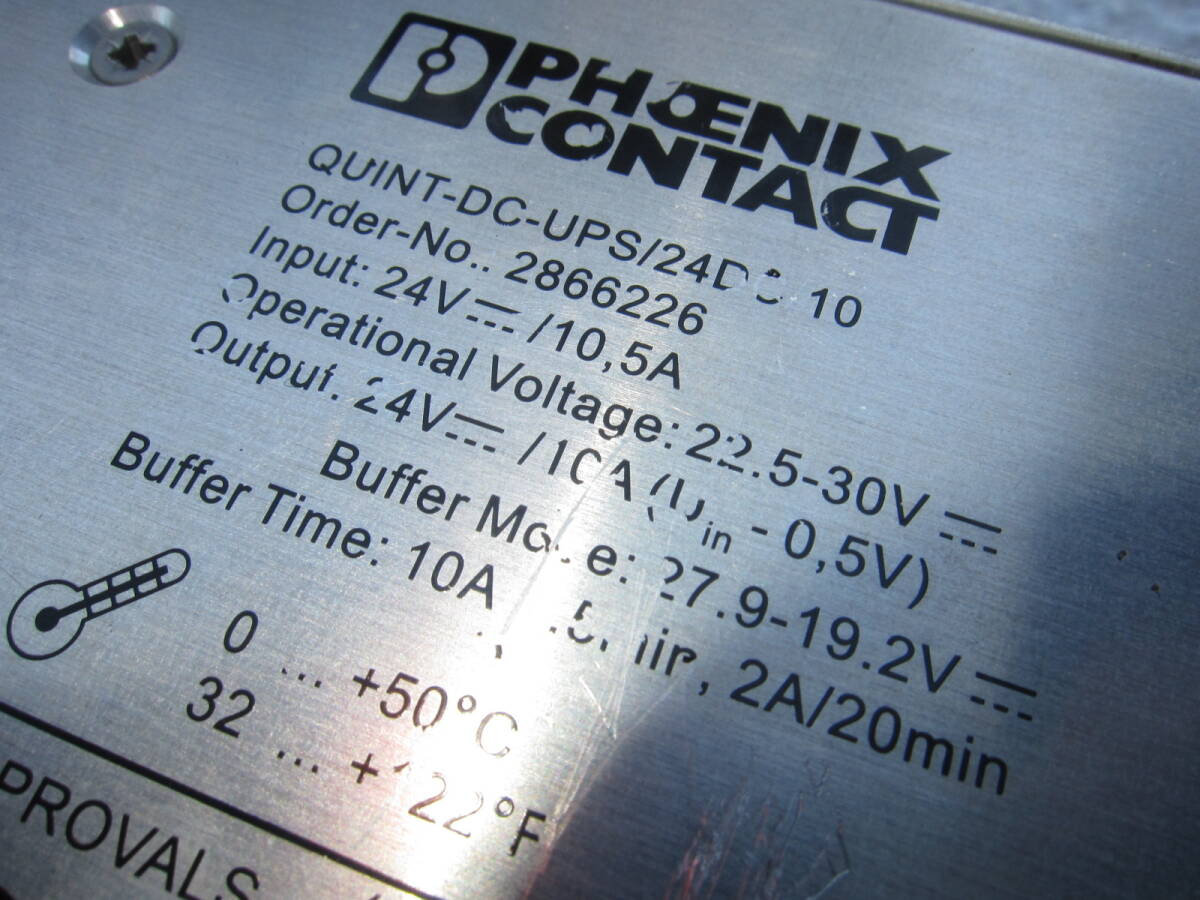 PHŒNIX
CONTACT
QUINT-DC-UPS/24DC 10
Order-No.. 2866226
Input: 24V⎓ /10,5A
Operational Voltage: 22.5-30V⎓
Output: 24V⎓ /10A (Uin - 0,5V)
Buffer Mode: 27.9-19.2V⎓
Buffer Time: 10A min, 2A/20min
0 ... +50°C
32 ... +122°F
PROVALS